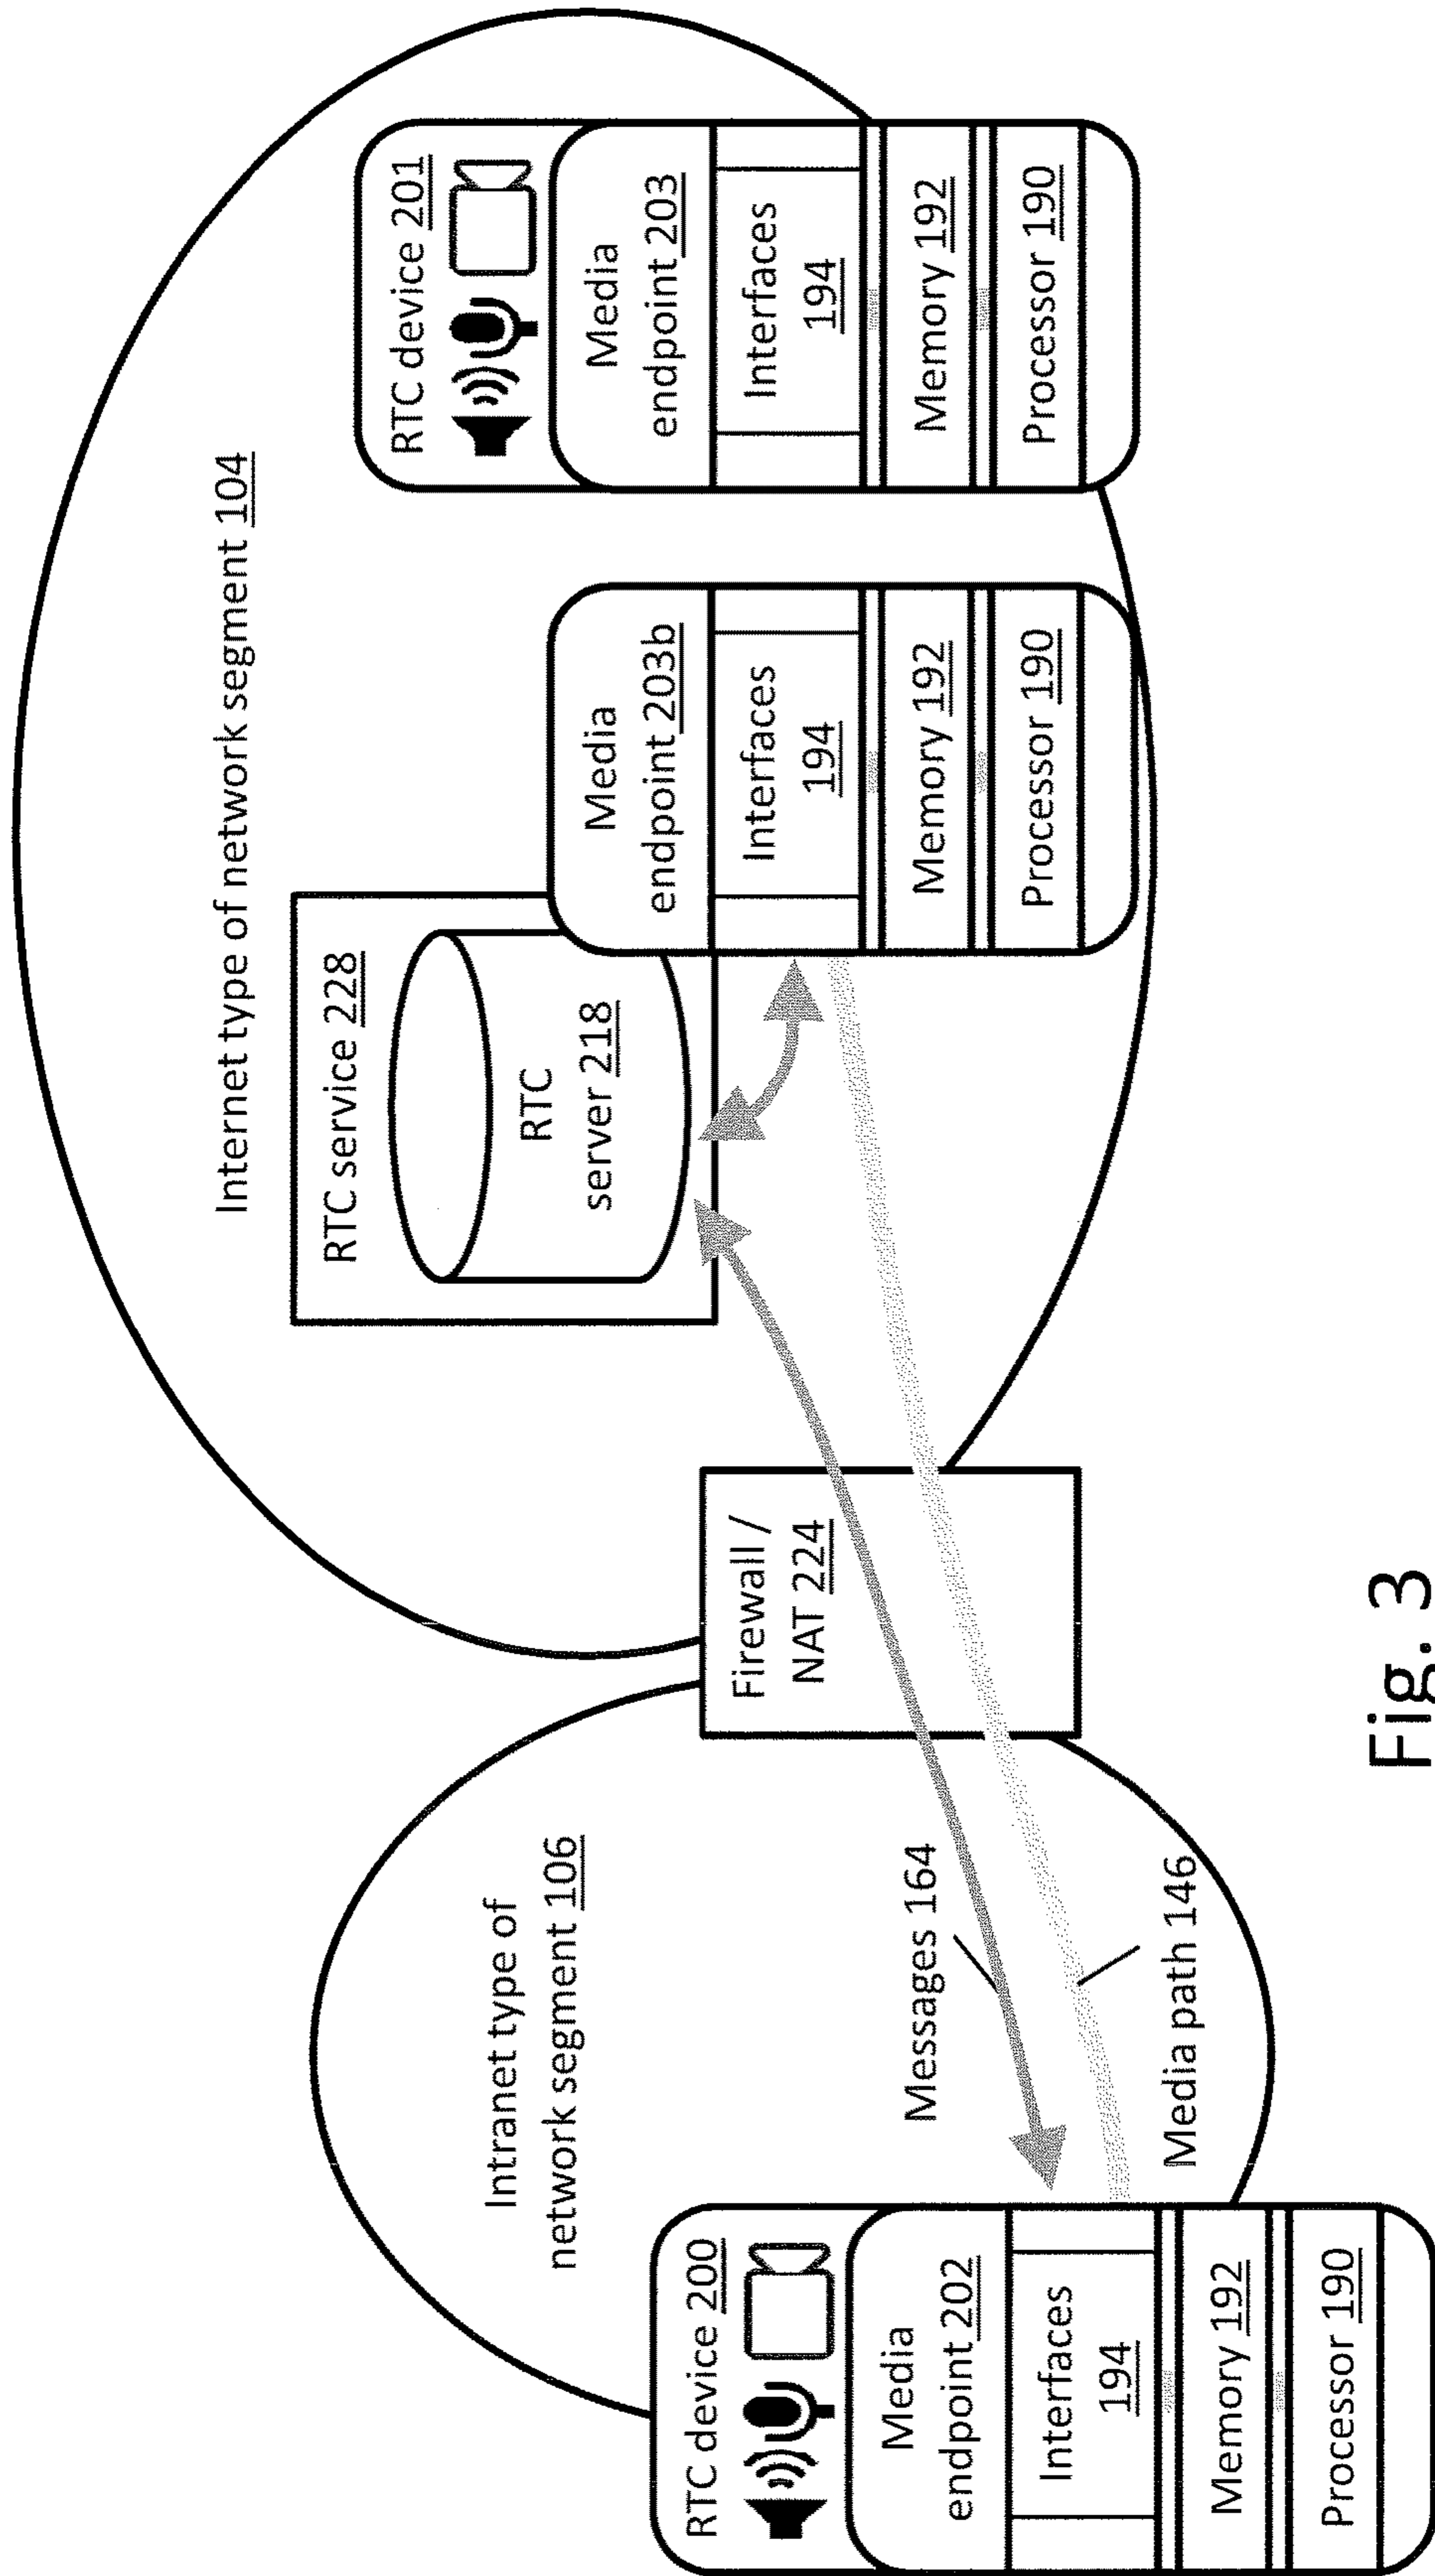 Internet type of network segment 104
RTC service 228
RTC
server 218
RTC device 201
Media
endpoint 203
Interfaces
194
Memory 192
Processor 190
Media
endpoint 203b
Interfaces
194
Memory 192
Processor 190
Firewall /
NAT 224
Intranet type of
network segment 106
Messages 164
Media path 146
RTC device 200
Media
endpoint 202
Interfaces
194
Memory 192
Processor 190
Fig. 3